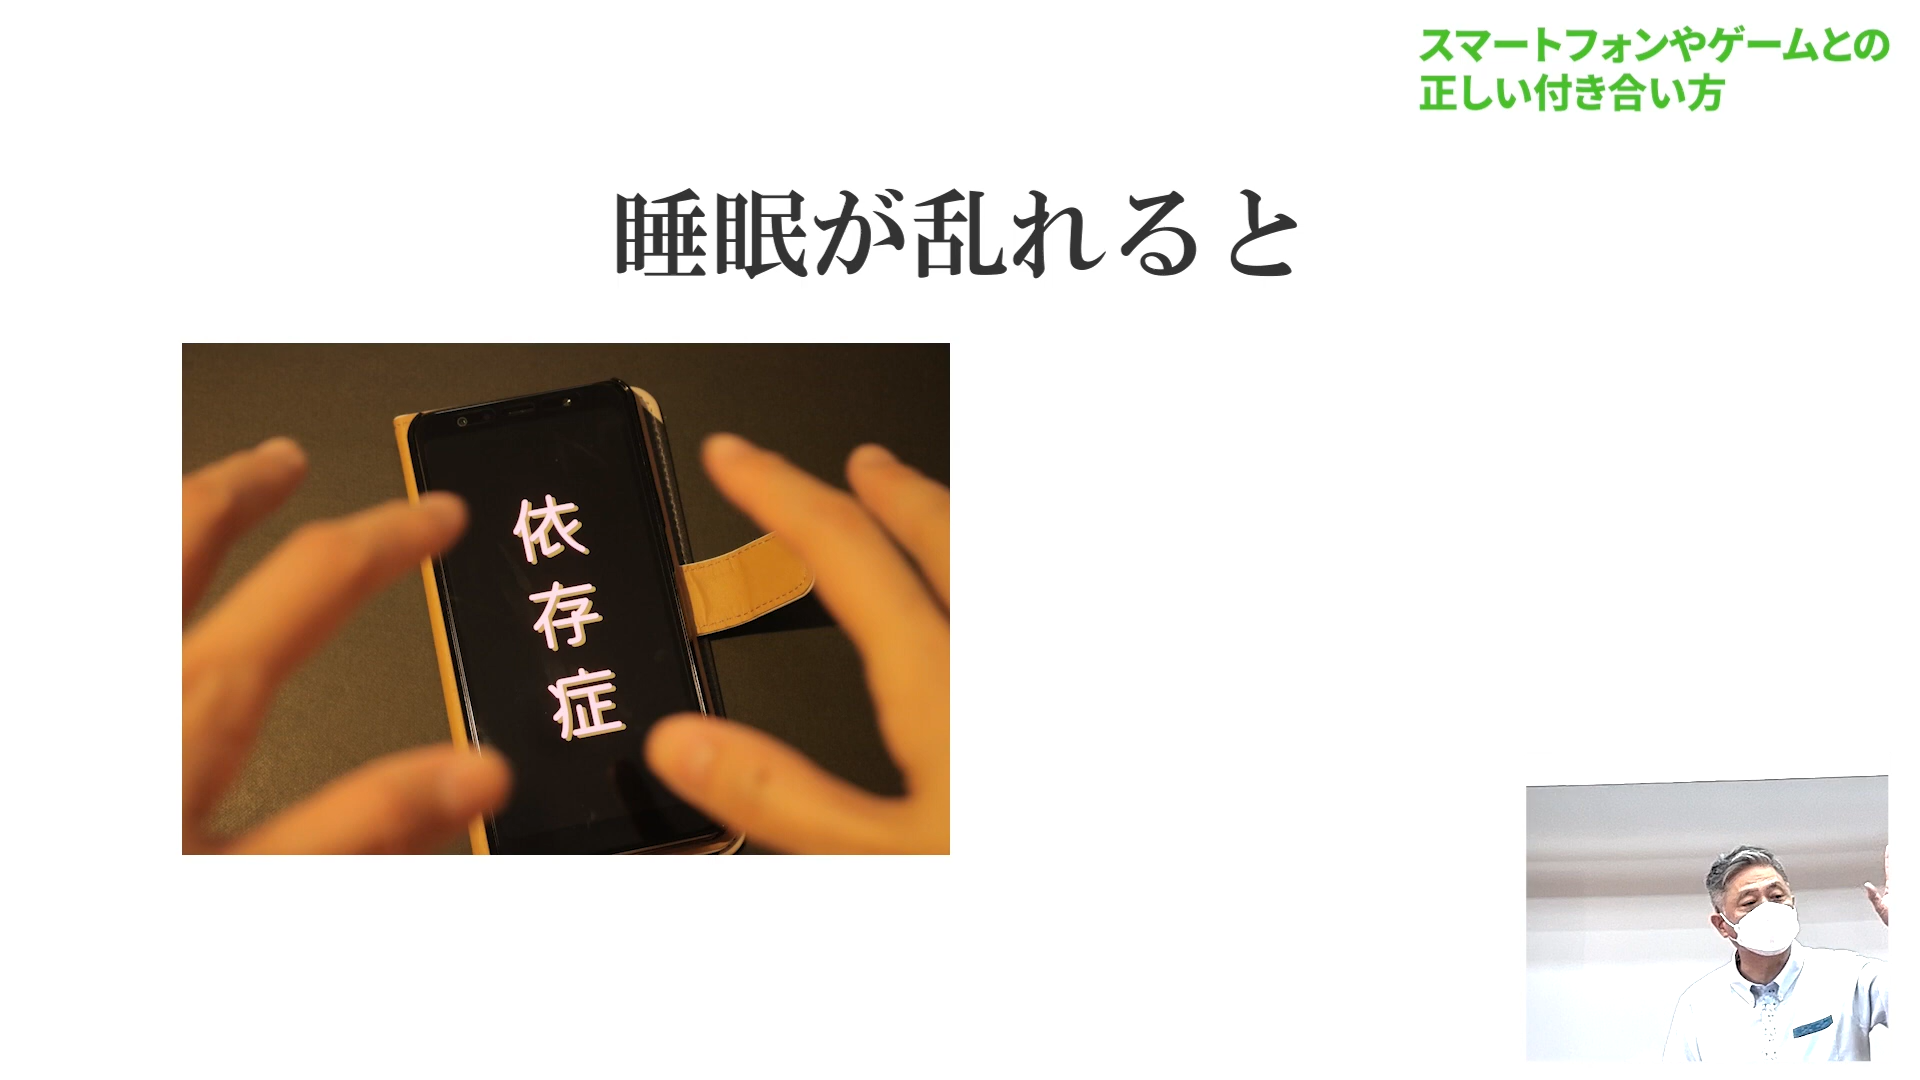 スマートフォンやゲームとの
正しい付き合い方
睡眠が乱れると
依
存
症